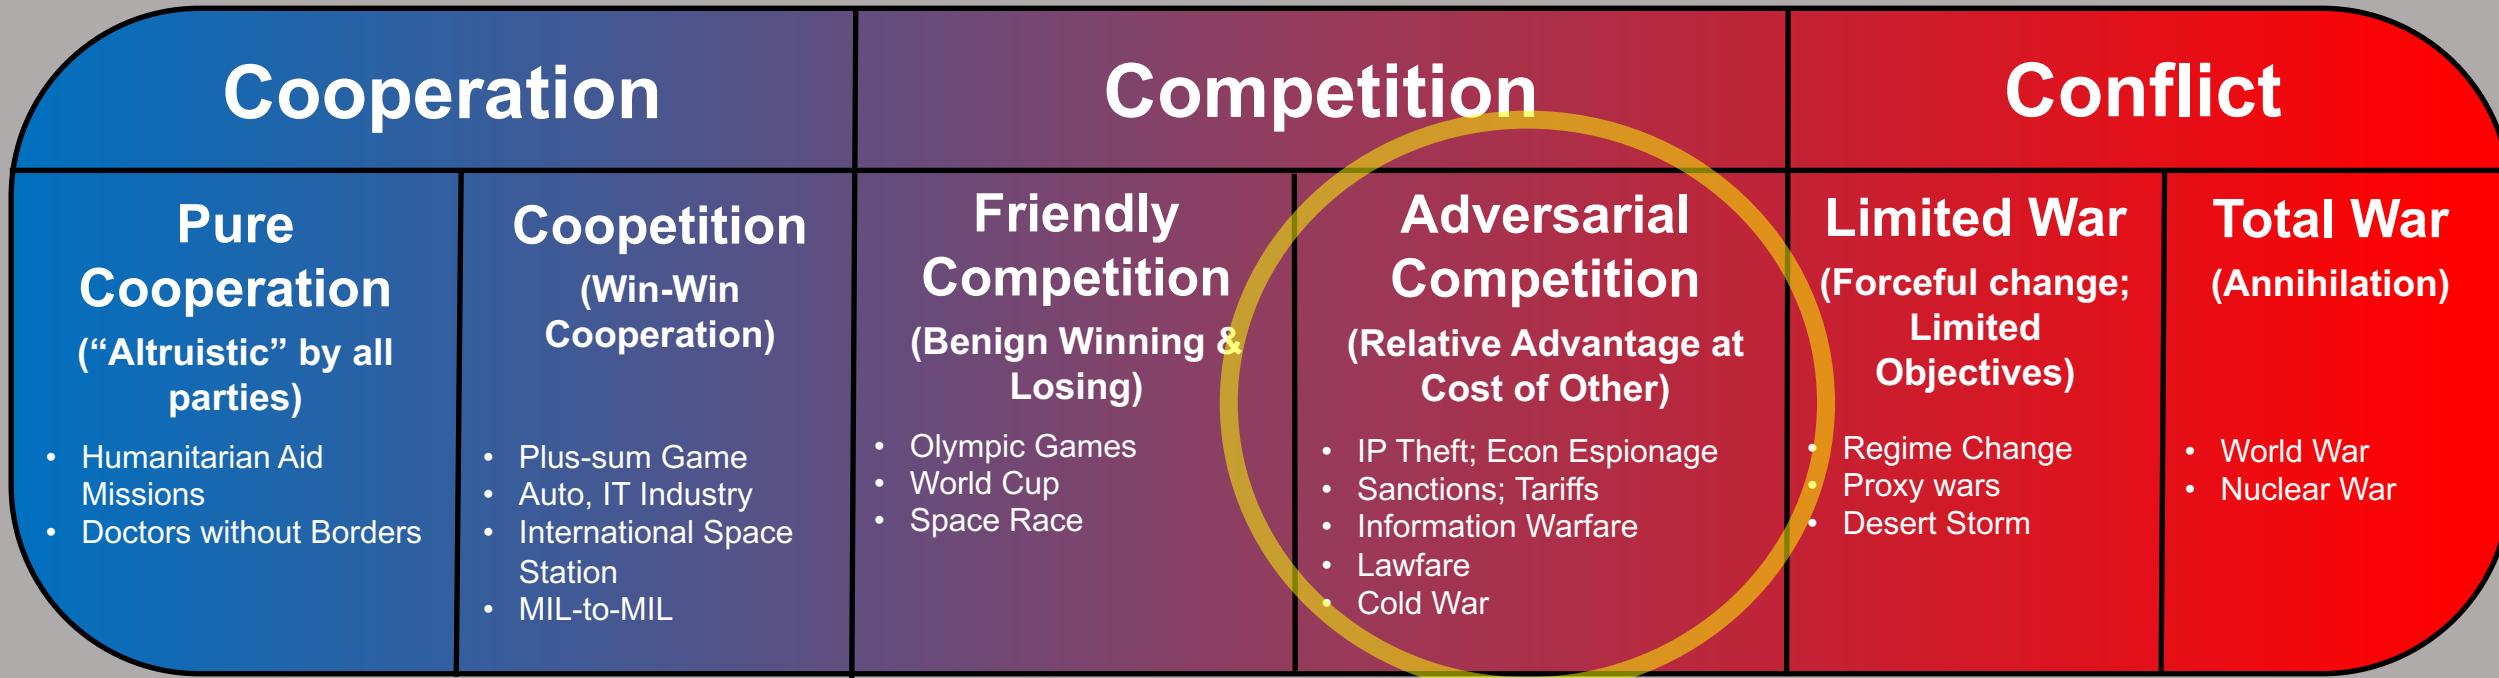 Cooperation
Competition
Conflict
Pure
Cooperation
(“Altruistic” by all
parties)
• Humanitarian Aid
Missions
• Doctors without Borders
Coopetition
(Win-Win
Cooperation)
• Plus-sum Game
• Auto, IT Industry
• International Space
Station
• MIL-to-MIL
Friendly
Competition
(Benign Winning &
Losing)
• Olympic Games
• World Cup
• Space Race
Adversarial
Competition
(Relative Advantage at
Cost of Other)
• IP Theft; Econ Espionage
• Sanctions; Tariffs
• Information Warfare
• Lawfare
• Cold War
Limited War
(Forceful change;
Limited
Objectives)
• Regime Change
• Proxy wars
• Desert Storm
Total War
(Annihilation)
• World War
• Nuclear War